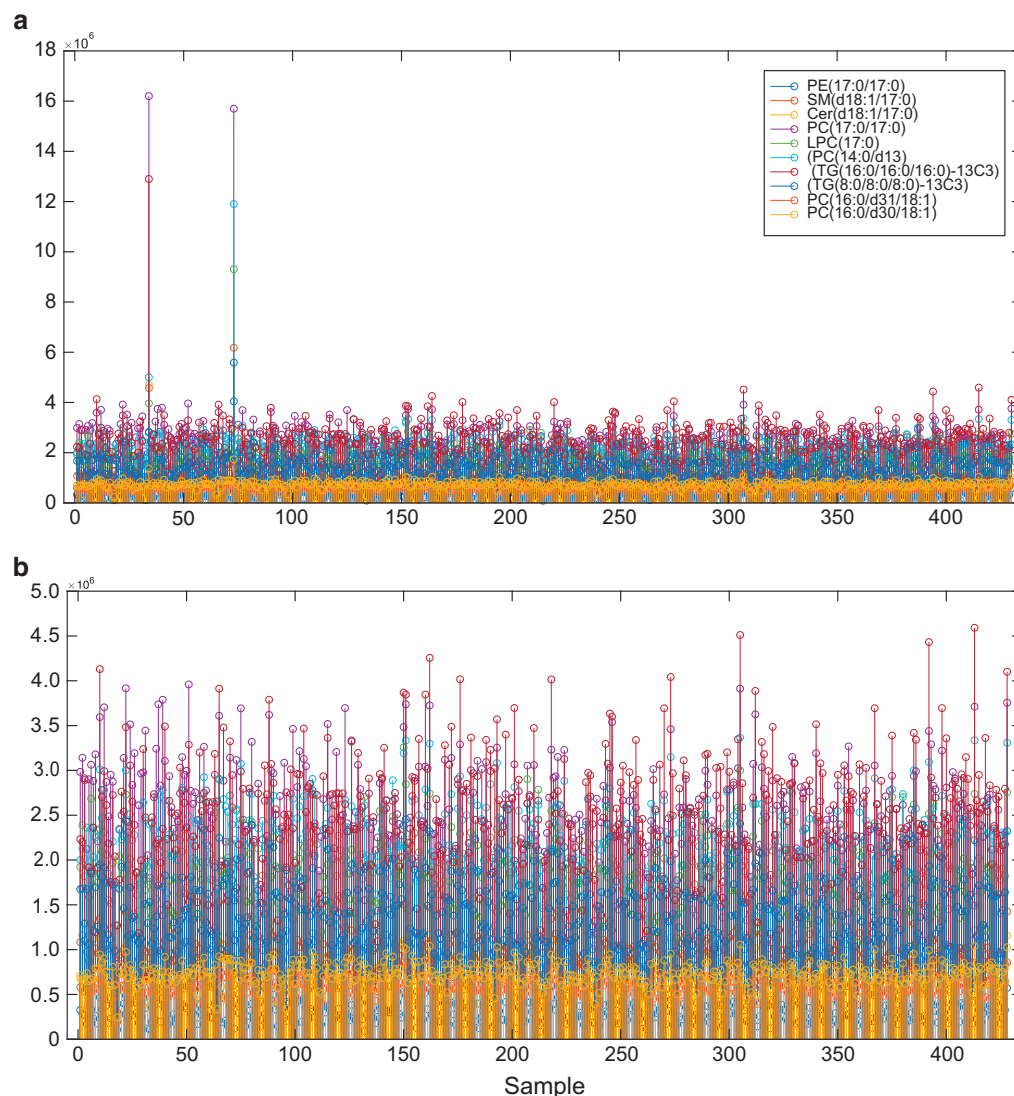 a
×10⁶
18
16
14
12
10
8
6
4
2
0
PE(17:0/17:0)
SM(d18:1/17:0)
Cer(d18:1/17:0)
PC(17:0/17:0)
LPC(17:0)
(PC(14:0/d13)
(TG(16:0/16:0/16:0)-13C3)
(TG(8:0/8:0/8:0)-13C3)
PC(16:0/d31/18:1)
PC(16:0/d30/18:1)
0 50 100 150 200 250 300 350 400
b
×10⁶
5.0
4.5
4.0
3.5
3.0
2.5
2.0
1.5
1.0
0.5
0
0 50 100 150 200 250 300 350 400
Sample